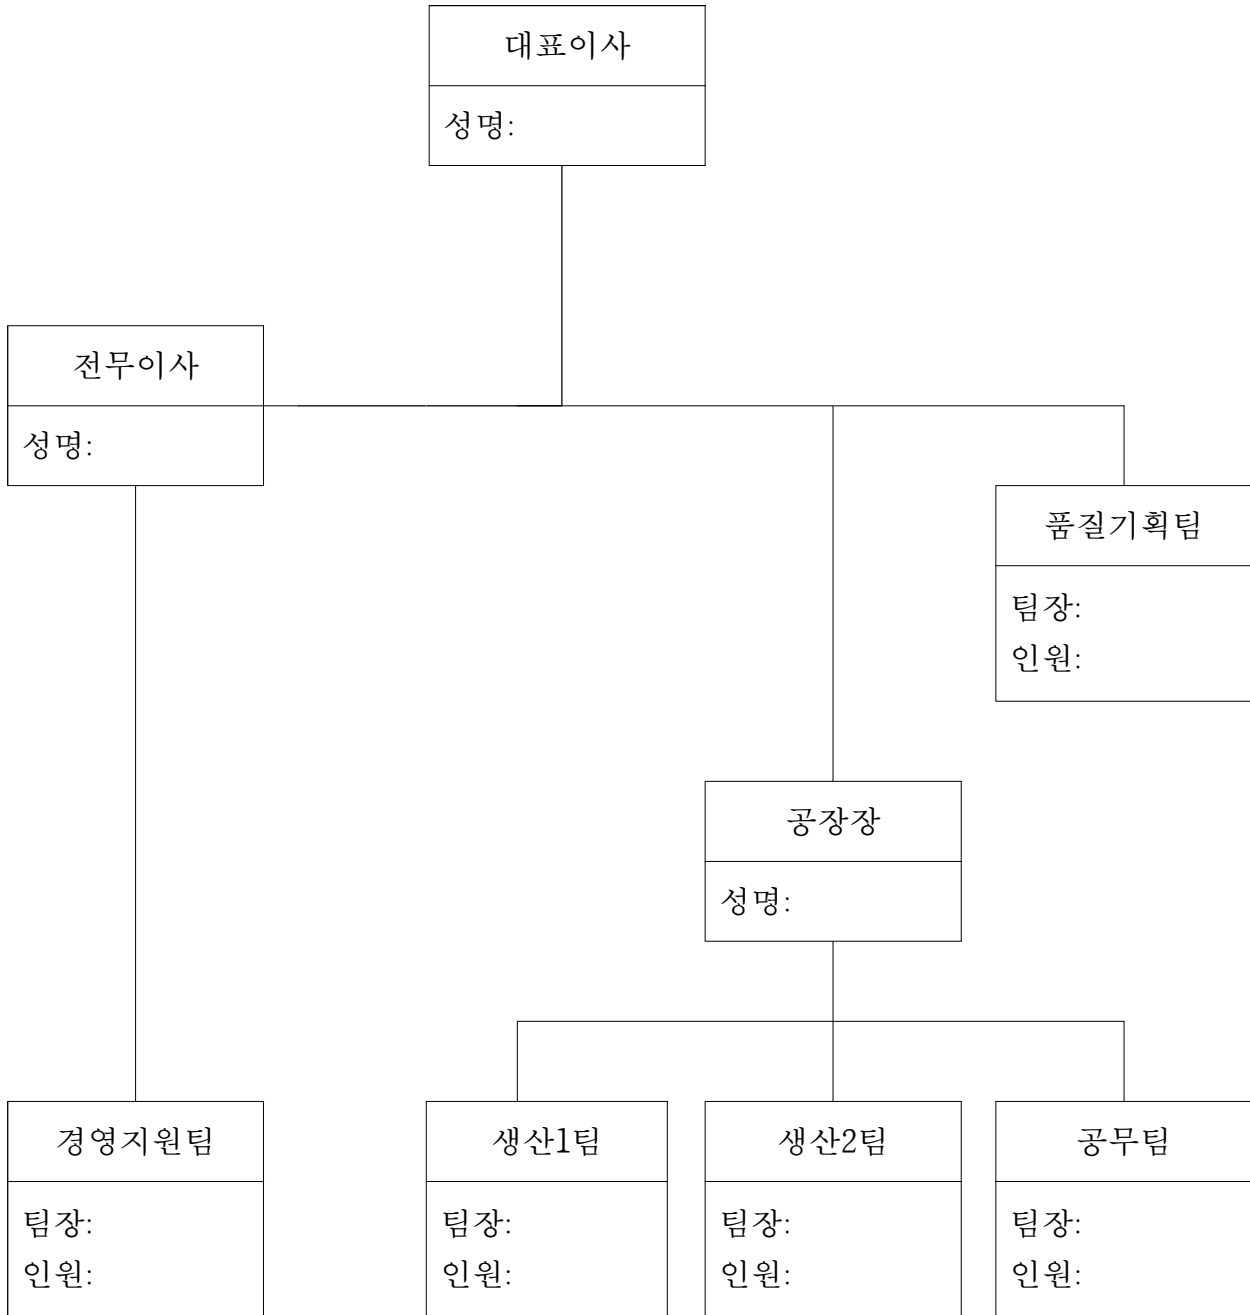 대표이사
성명:
전무이사
성명:
품질기획팀
팀장:
인원:
공장장
성명:
경영지원팀
팀장:
인원:
생산1팀
팀장:
인원:
생산2팀
팀장:
인원:
공무팀
팀장:
인원: